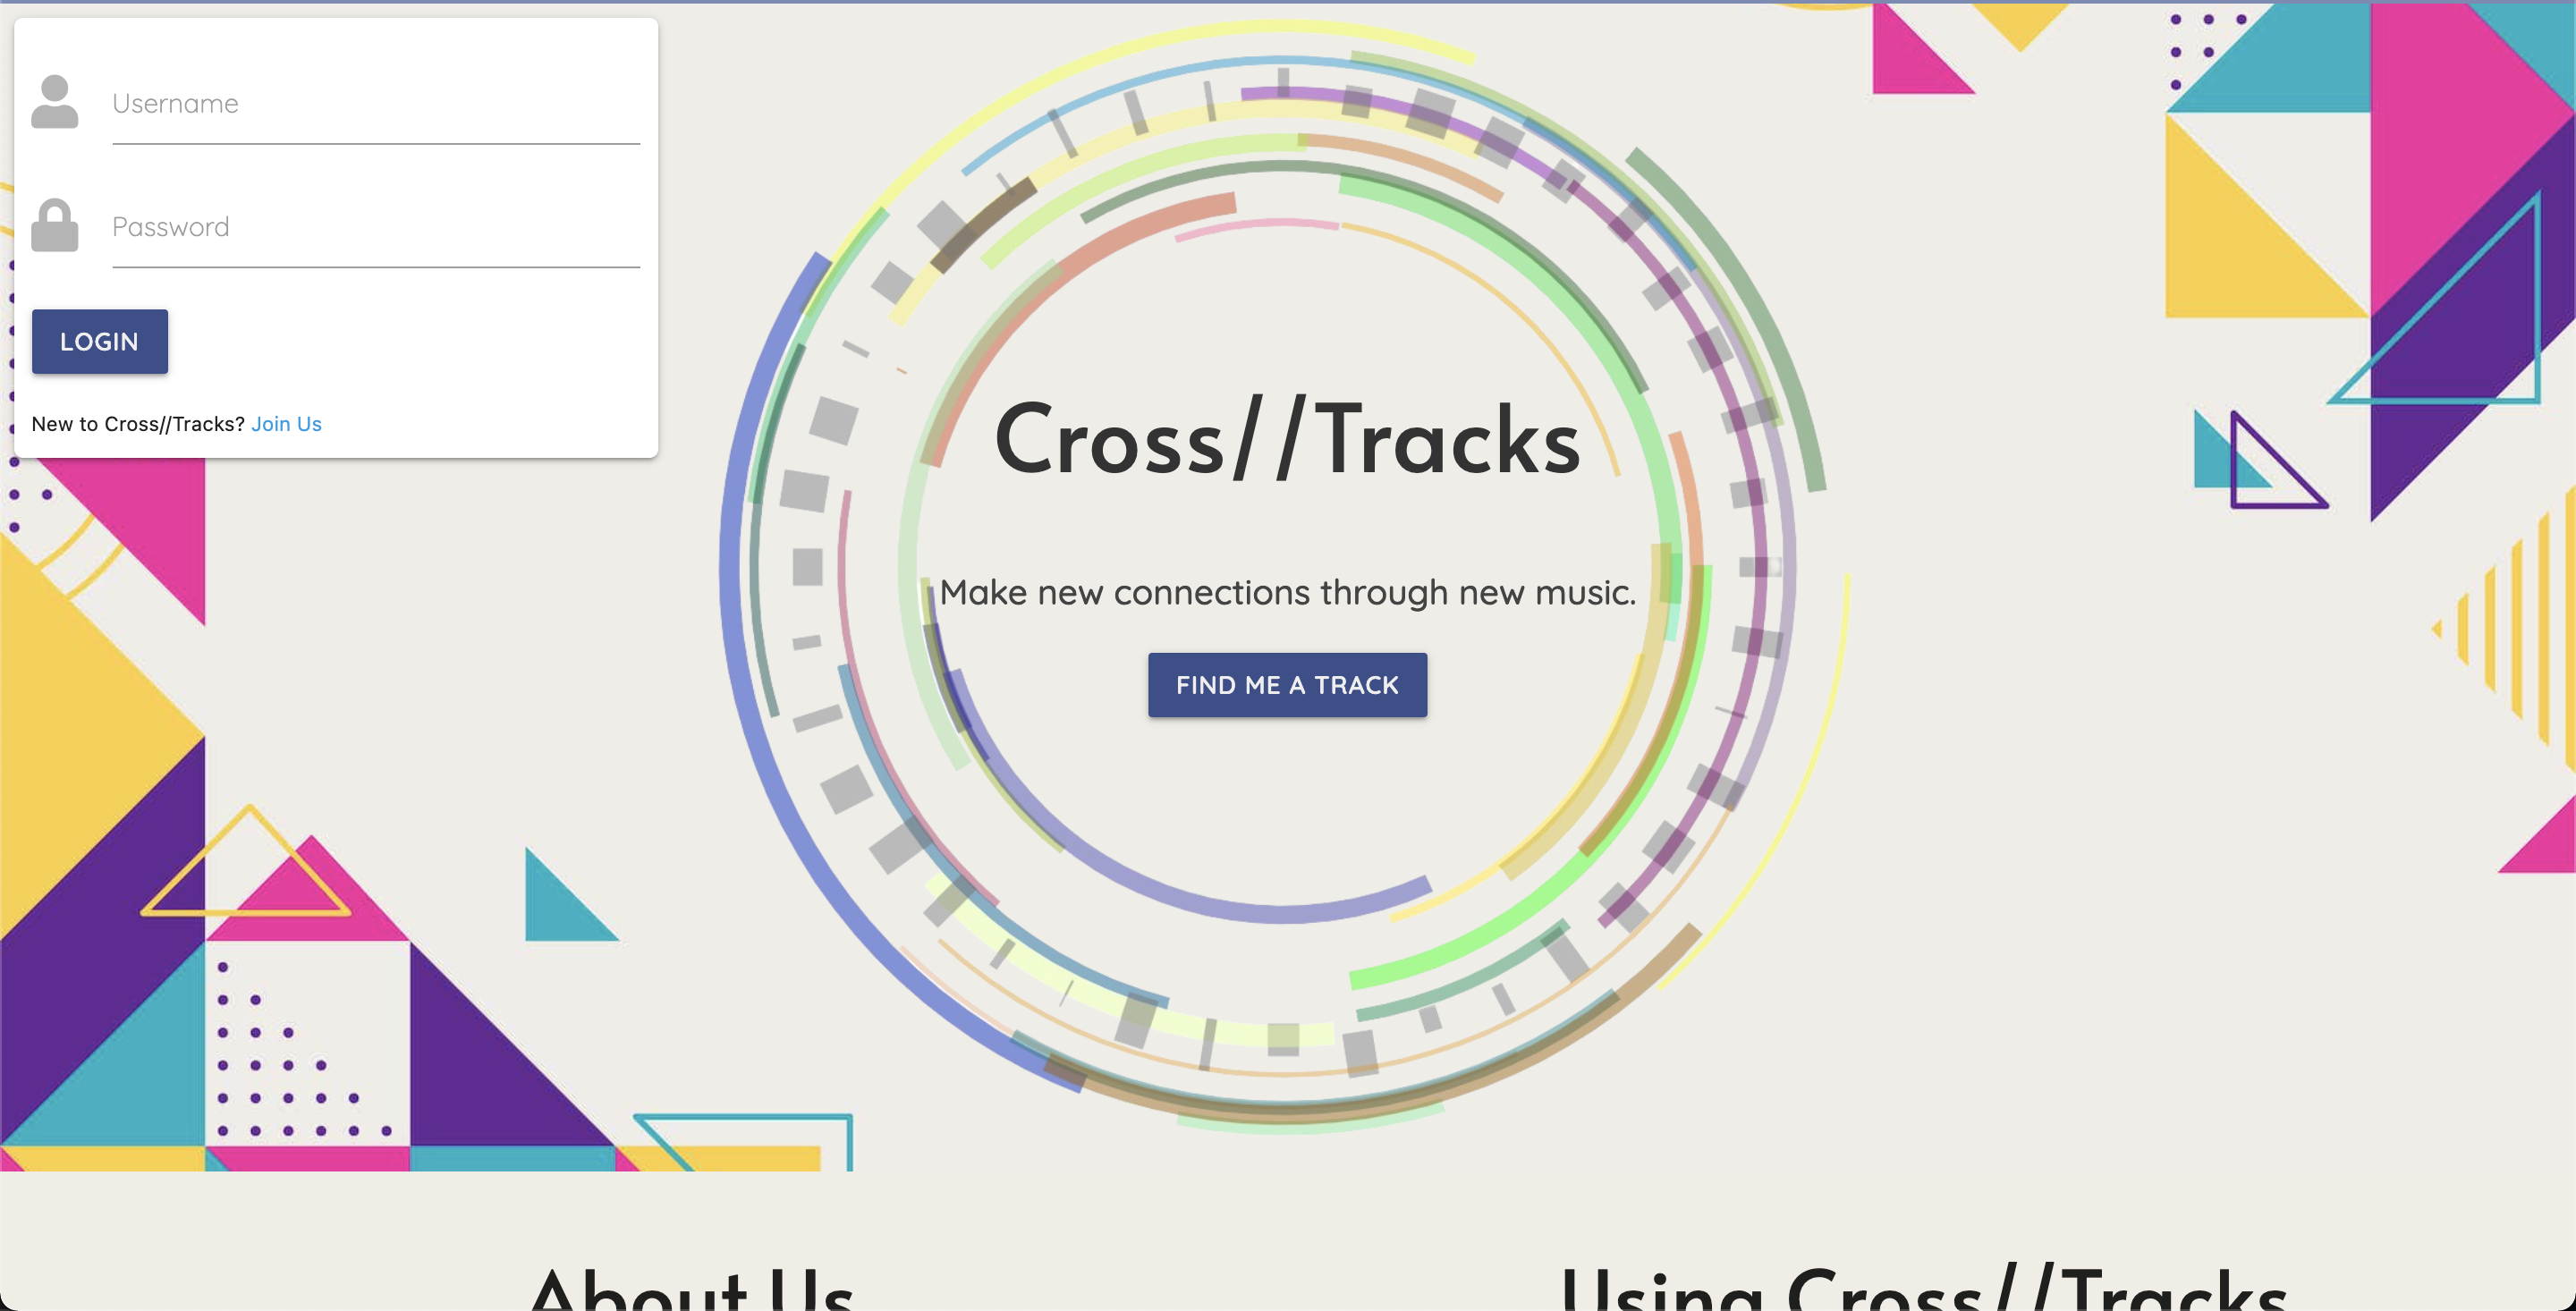 Username
Password
LOGIN
New to Cross//Tracks? Join Us
Cross//Tracks
Make new connections through new music.
FIND ME A TRACK
About Us
Using Cross//Tracks